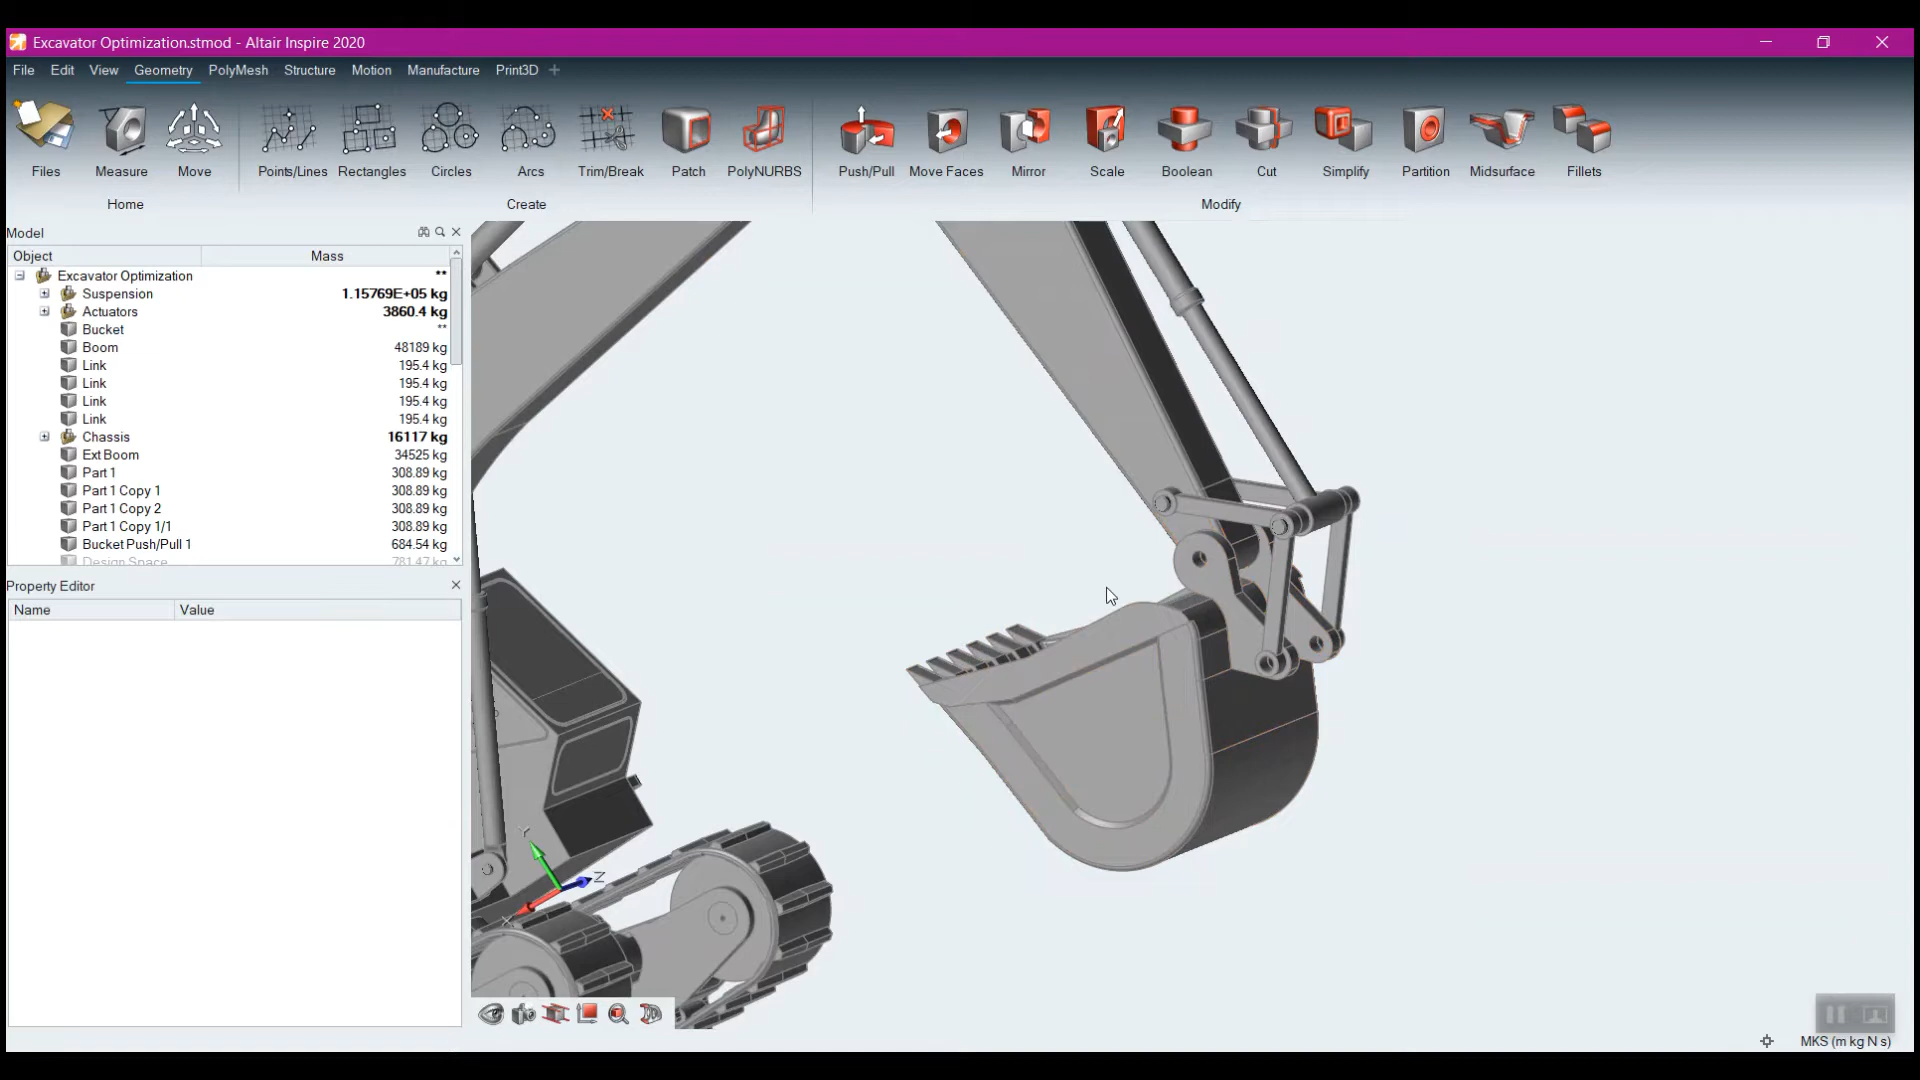 Excavator Optimization.stmod - Altair Inspire 2020
File Edit View Geometry PolyMesh Structure Motion Manufacture Print3D +
Files Measure Move Points/Lines Rectangles Circles Arcs Trim/Break Patch PolyNURBS Push/Pull Move Faces Mirror Scale Boolean Cut Simplify Partition Midsurface Fillets
Home Create Modify
Model
Object Mass
Excavator Optimization **
Suspension 1.15769E+05 kg
Actuators 3860.4 kg
Bucket **
Boom 48189 kg
Link 195.4 kg
Link 195.4 kg
Link 195.4 kg
Link 195.4 kg
Chassis 16117 kg
Ext Boom 34525 kg
Part 1 308.89 kg
Part 1 Copy 1 308.89 kg
Part 1 Copy 2 308.89 kg
Part 1 Copy 1/1 308.89 kg
Bucket Push/Pull 1 684.54 kg
Design Space 781.47 kg
Property Editor
Name Value
Y
Z
X
MKS (m kg N s)